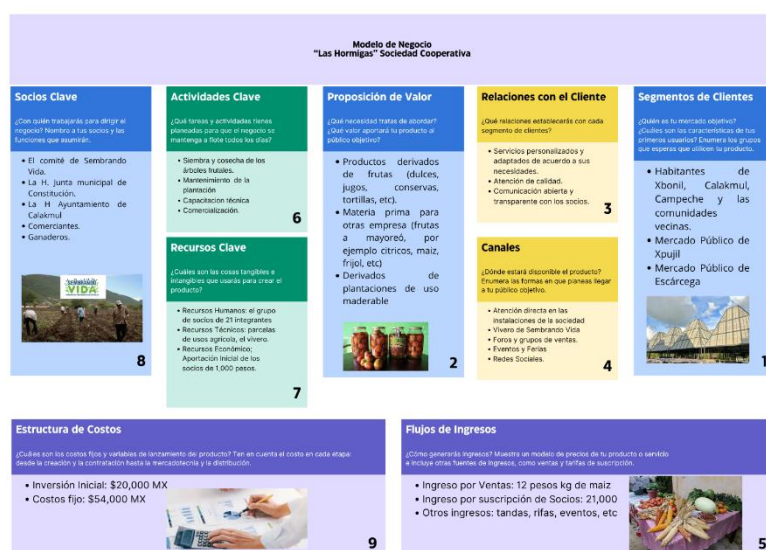 Modelo de Negocio
“Las Hormigas” Sociedad Cooperativa
Socios Clave
¿Con quién trabajarás para dirigir el
negocio? Nombra a tus socios y las
funciones que asumirán.
• El comité de Sembrando
Vida.
• La H. Junta municipal de
Constitución.
• La H Ayuntamiento de
Calakmul
• Comerciantes.
• Ganaderos.
VIDA
8
Actividades Clave
¿Qué tareas y actividades tienes
planeadas para que el negocio se
mantenga a flote todos los días?
• Siembra y cosecha de los
árboles frutales.
• Mantenimiento de la
plantación
• Capacitacion técnica
• Comercialización.
6
Recursos Clave
¿Cuáles son las cosas tangibles e
intangibles que usarás para crear el
producto?
• Recursos Humanos: el grupo
de socios de 21 integrantes
• Recursos Técnicos: parcelas
de usos agrícola, el vivero.
• Recursos Económico;
Aportación Inicial de los
socios de 1,000 pesos.
7
Proposición de Valor
¿Qué necesidad tratas de abordar?
¿Qué valor aportará tu producto al
público objetivo?
• Productos derivados
de frutas (dulces,
jugos, conservas,
tortillas, etc).
• Materia prima para
otras empresa (frutas
a mayoreó, por
ejemplo citricos, maiz,
frijol, etc)
• Derivados de
plantaciones de uso
maderable
2
Relaciones con el Cliente
¿Qué relaciones establecerás con cada
segmento de clientes?
• Servicios personalizados y
adaptados de acuerdo a sus
necesidades.
• Atención de calidad.
• Comunicación abierta y
transparente con los socios.
3
Canales
¿Dónde estará disponible el producto?
Enumera las formas en que planeas llegar
a tu público objetivo.
• Atención directa en las
instalaciones de la sociedad
• Vivero de Sembrando Vida
• Foros y grupos de ventas.
• Eventos y Ferias
• Redes Sociales.
4
Segmentos de Clientes
¿Quién es tu mercado objetivo?
¿Cuáles son las características de tus
primeros usuarios? Enumera los grupos
que esperas que utilicen tu producto.
• Habitantes de
Xbonil, Calakmul,
Campeche y las
comunidades
vecinas.
• Mercado Público de
Xpujil
• Mercado Público de
Escárcega
1
Estructura de Costos
¿Cuáles son los costos fijos y variables de lanzamiento del producto? Ten en cuenta el costo en cada etapa:
desde la creación y la contratación hasta la mercadotecnia y la distribución.
• Inversión Inicial: $20,000 MX
• Costos fijo: $54,000 MX
9
Flujos de Ingresos
¿Cómo generarás ingresos? Muestra un modelo de precios de tu producto o servicio
e incluye otras fuentes de ingresos, como ventas y tarifas de suscripción.
• Ingreso por Ventas: 12 pesos kg de maiz
• Ingreso por suscripción de Socios: 21,000
• Otros ingresos: tandas, rifas, eventos, etc
5